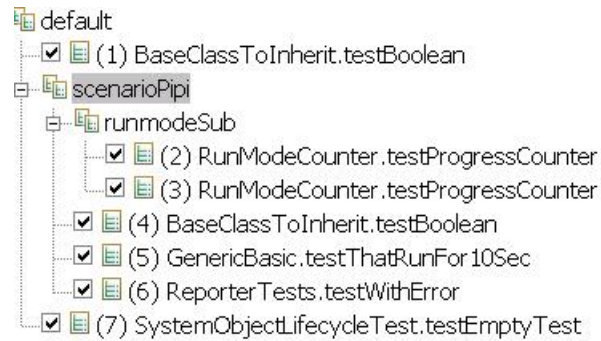 default
(1) BaseClassToInherit.testBoolean
scenarioPipi
runmodeSub
(2) RunModeCounter.testProgressCounter
(3) RunModeCounter.testProgressCounter
(4) BaseClassToInherit.testBoolean
(5) GenericBasic.testThatRunFor10Sec
(6) ReporterTests.testWithError
(7) SystemObjectLifecycleTest.testEmptyTest